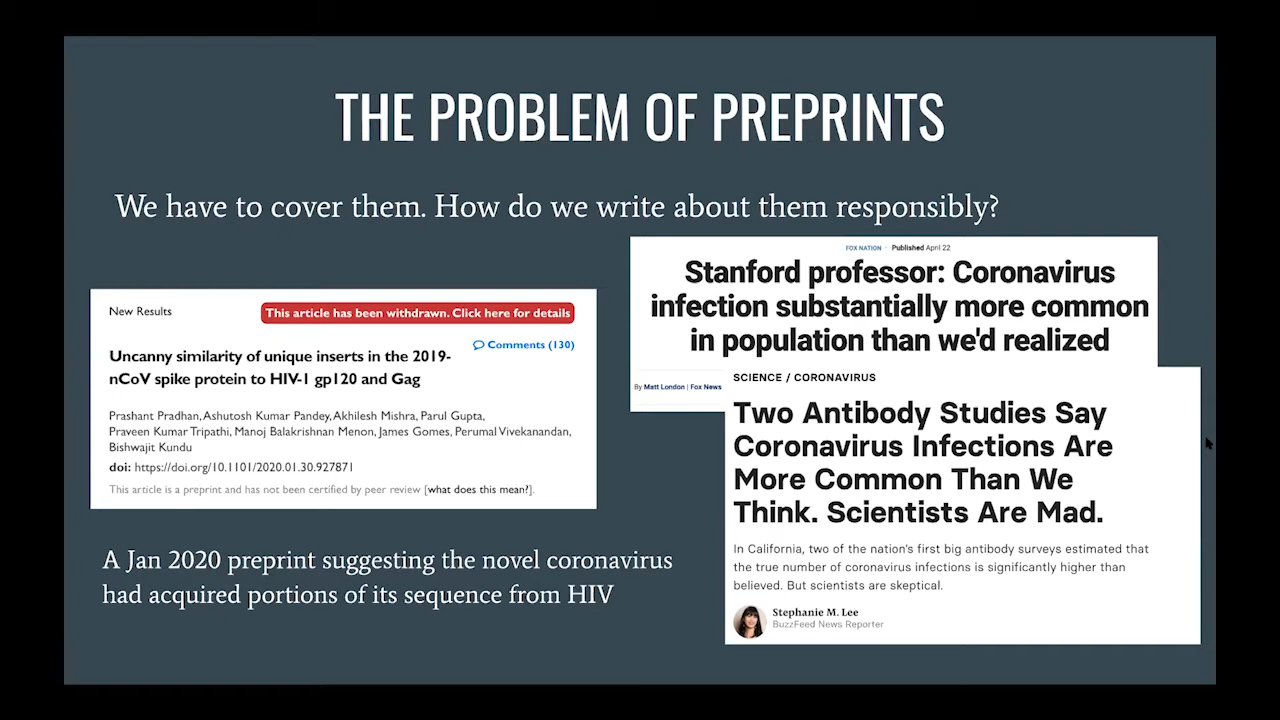 THE PROBLEM OF PREPRINTS
We have to cover them. How do we write about them responsibly?
New Results
This article has been withdrawn. Click here for details
Comments (130)
Uncanny similarity of unique inserts in the 2019-
nCoV spike protein to HIV-1 gp120 and Gag
Prashant Pradhan, Ashutosh Kumar Pandey, Akhilesh Mishra, Parul Gupta,
Praveen Kumar Tripathi, Manoj Balakrishnan Menon, James Gomes, Perumal Vivekanandan,
Bishwajit Kundu
doi: https://doi.org/10.1101/2020.01.30.927871
This article is a preprint and has not been certified by peer review [what does this mean?].
A Jan 2020 preprint suggesting the novel coronavirus
had acquired portions of its sequence from HIV
FOX NATION · Published April 22
Stanford professor: Coronavirus
infection substantially more common
in population than we'd realized
By Matt London | Fox News
SCIENCE / CORONAVIRUS
Two Antibody Studies Say
Coronavirus Infections Are
More Common Than We
Think. Scientists Are Mad.
In California, two of the nation's first big antibody surveys estimated that
the true number of coronavirus infections is significantly higher than
believed. But scientists are skeptical.
Stephanie M. Lee
BuzzFeed News Reporter